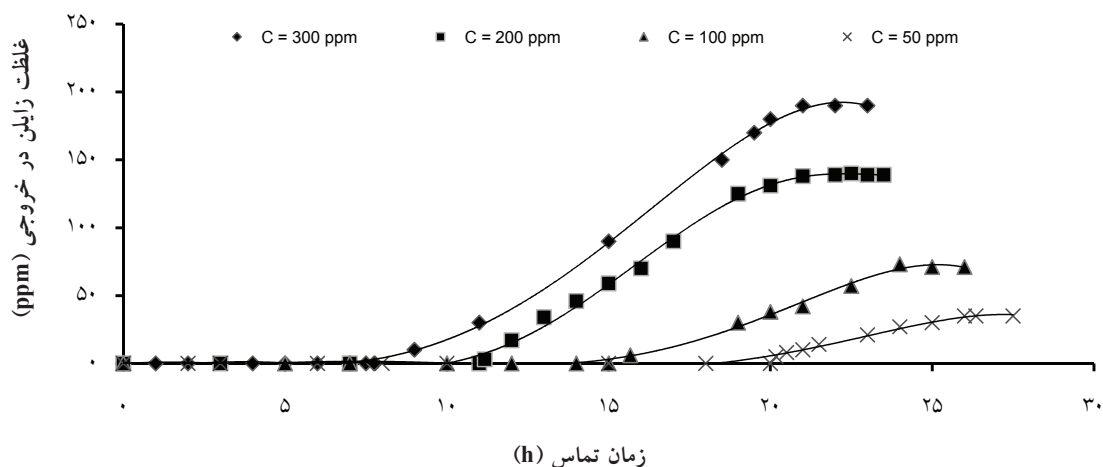 C = 300 ppm C = 200 ppm C = 100 ppm C = 50 ppm
غلظت زایلن در خروجی (ppm)
۲۵۰
۲۰۰
۱۵۰
۱۰۰
۵۰
۰
۰ ۵ ۱۰ ۱۵ ۲۰ ۲۵ ۳۰
زمان تماس (h)